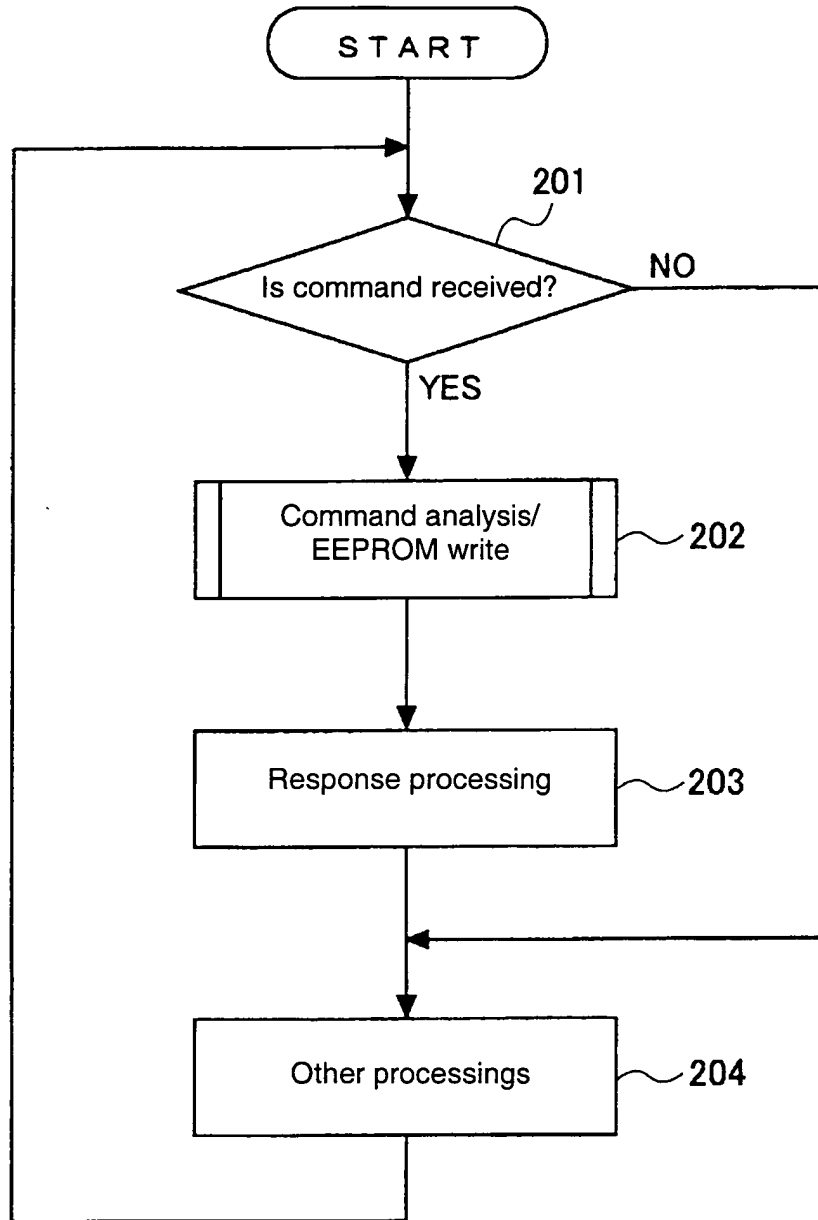 START
201
Is command received?
NO
YES
Command analysis/
EEPROM write
202
Response processing
203
Other processings
204